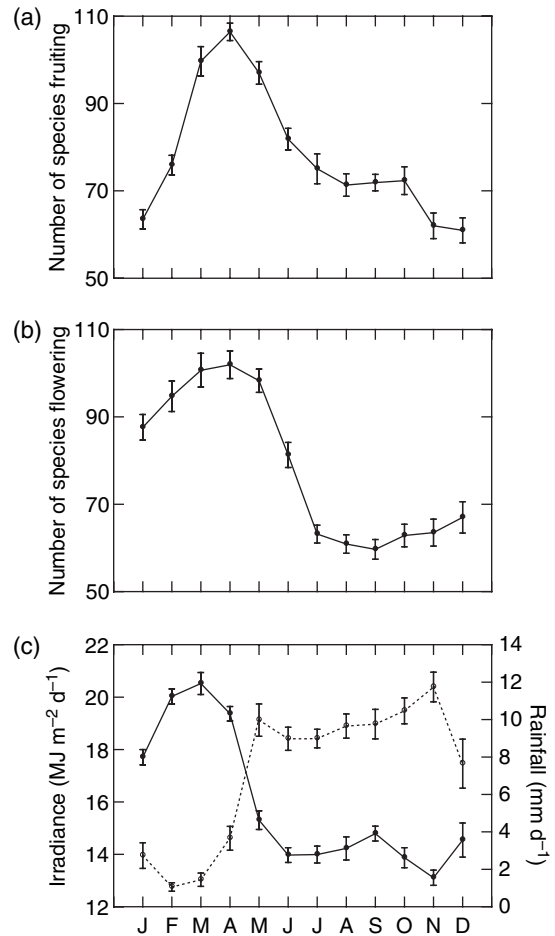 (a)
Number of species fruiting
110
90
70
50
(b)
Number of species flowering
110
90
70
50
(c)
Irradiance (MJ m⁻² d⁻¹)
22
20
18
16
14
12
14
12
10
8
6
4
2
0
Rainfall (mm d⁻¹)
J F M A M J J A S O N D